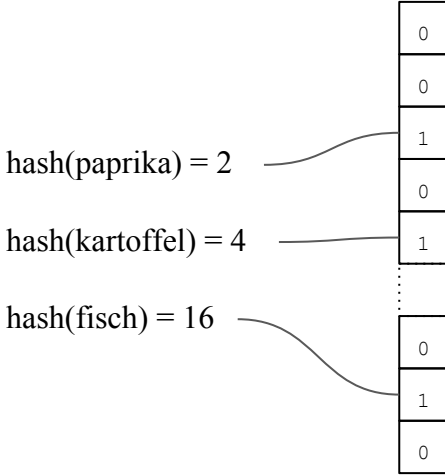 0
0
1
hash(paprika) = 2
0
hash(kartoffel) = 4
1
hash(fisch) = 16
0
1
0